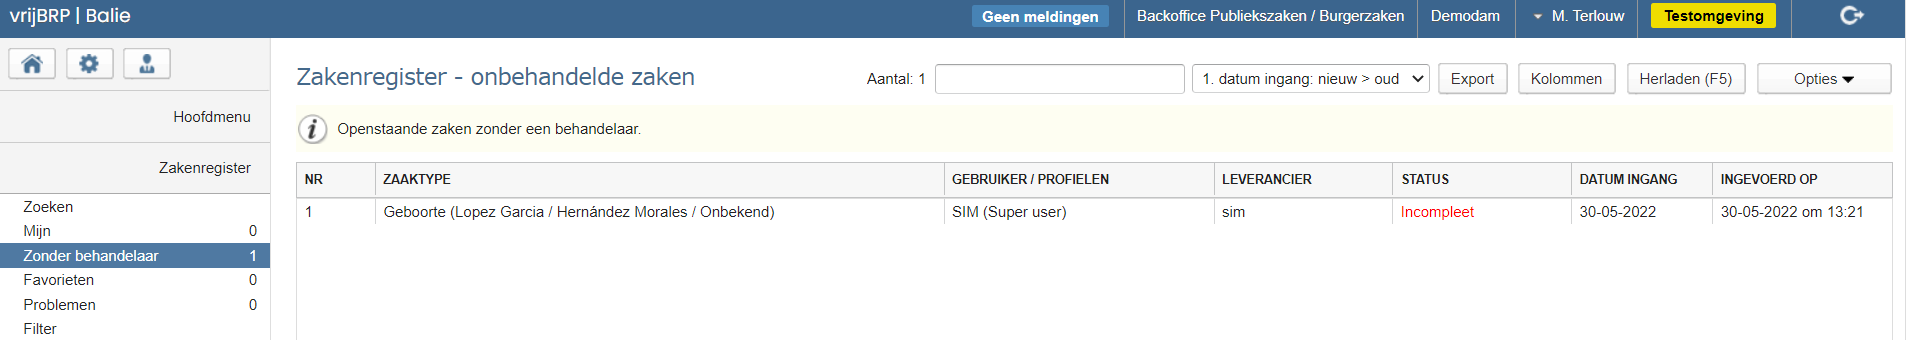 vrijBRP | Balie
Geen meldingen
Backoffice Publiekszaken / Burgerzaken
Demodam
M. Terlouw
Testomgeving
Hoofdmenu
Zakenregister
Zoeken
Mijn 0
Zonder behandelaar 1
Favorieten 0
Problemen 0
Filter
Zakenregister - onbehandelde zaken
Aantal: 1
1. datum ingang: nieuw > oud
Export
Kolommen
Herladen (F5)
Opties
i Openstaande zaken zonder een behandelaar.
NR ZAAKTYPE GEBRUIKER / PROFIELEN LEVERANCIER STATUS DATUM INGANG INGEVOERD OP
1 Geboorte (Lopez Garcia / Hernández Morales / Onbekend) SIM (Super user) sim Incompleet 30-05-2022 30-05-2022 om 13:21